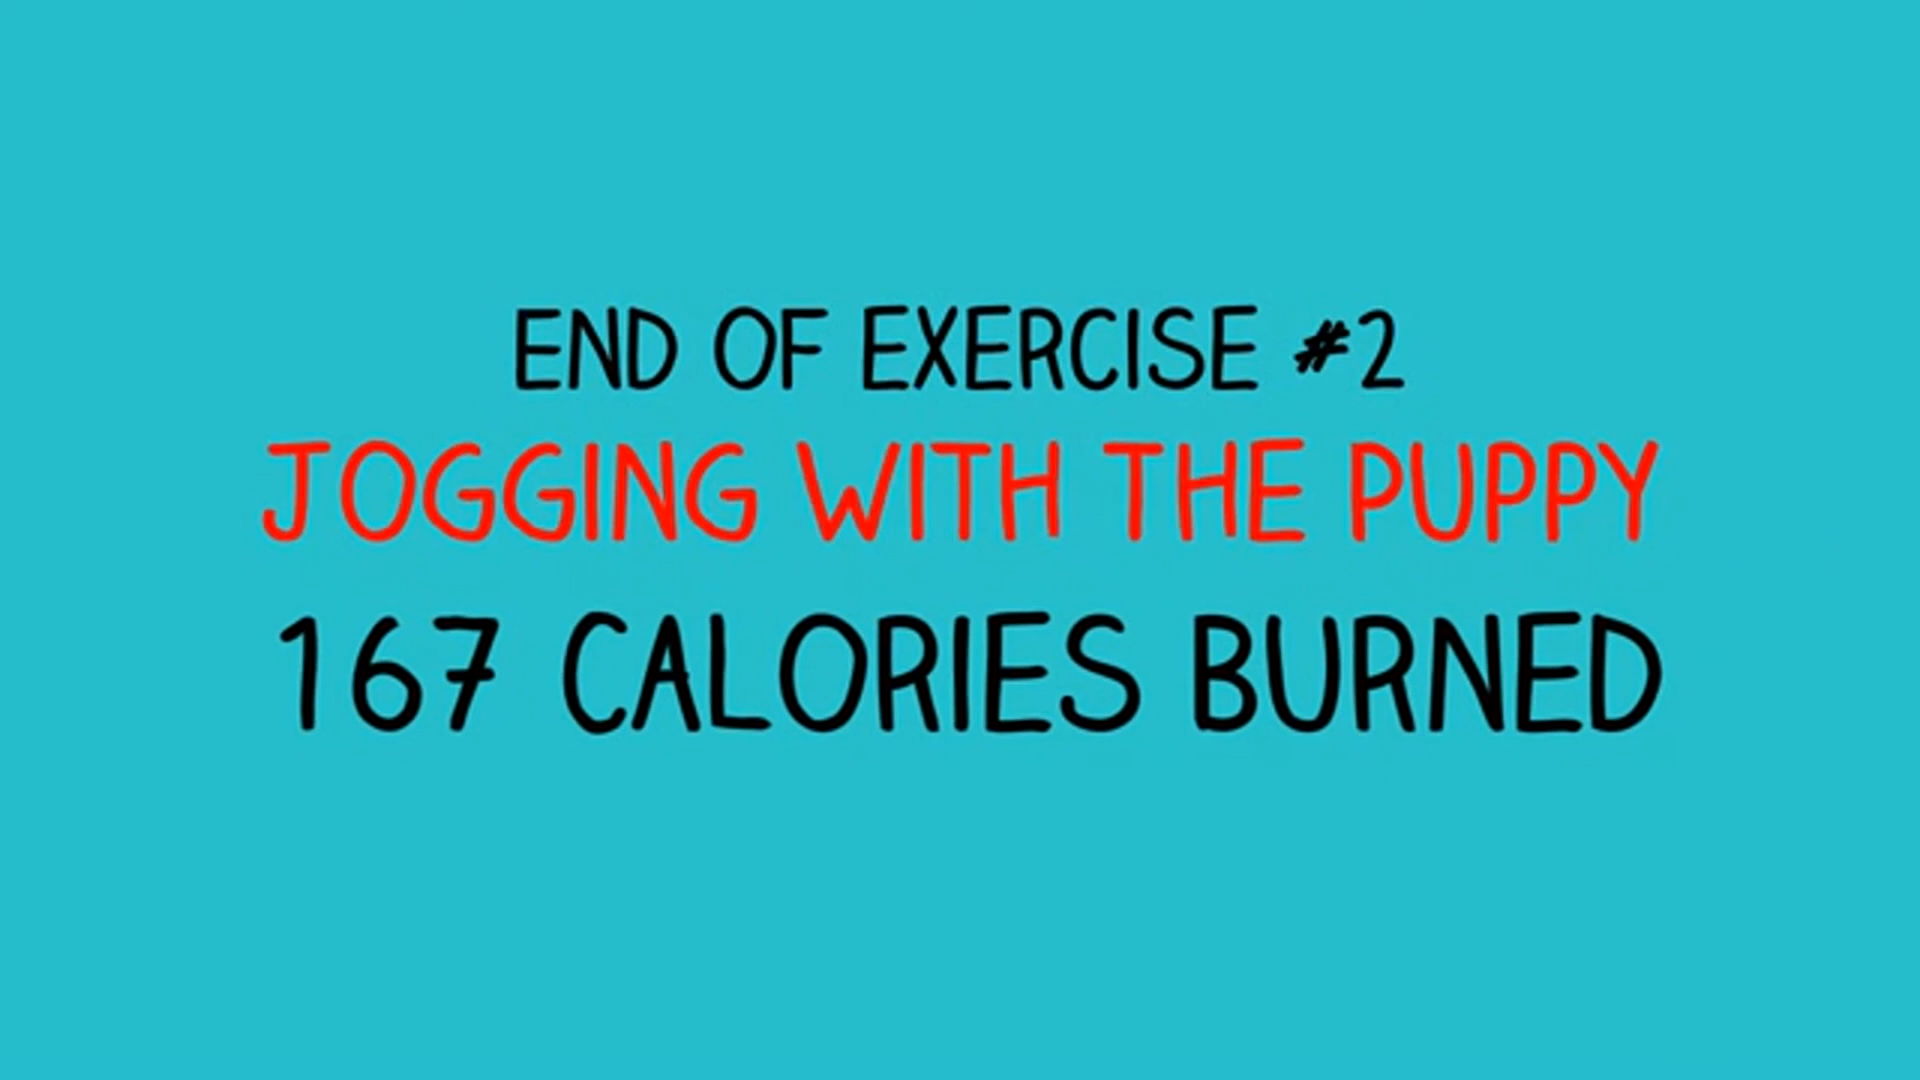 END OF EXERCISE #2
JOGGING WITH THE PUPPY
167 CALORIES BURNED